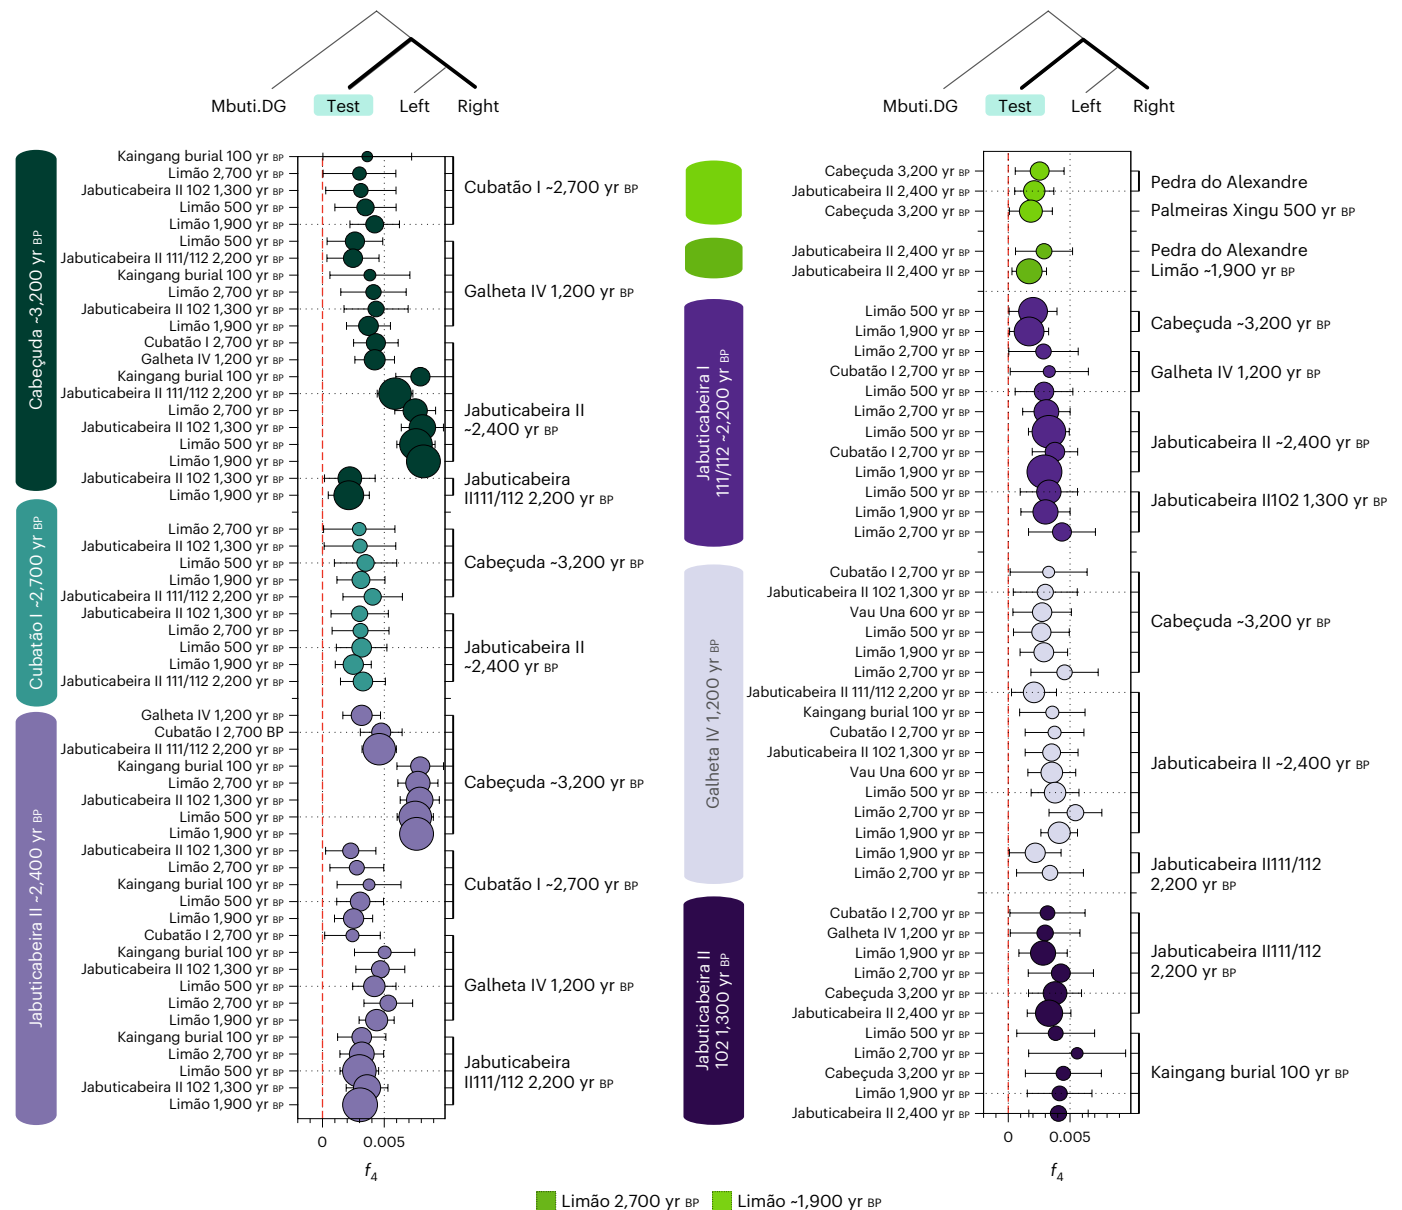 Mbuti.DG Test Left Right
Cabeçuda ~3,200 yr BP
Kaingang burial 100 yr BP
Limão 2,700 yr BP
Jabuticabeira II 102 1,300 yr BP
Limão 500 yr BP
Limão 1,900 yr BP
Cubatão I ~2,700 yr BP
Limão 500 yr BP
Jabuticabeira II 111/112 2,200 yr BP
Kaingang burial 100 yr BP
Limão 2,700 yr BP
Jabuticabeira II 102 1,300 yr BP
Limão 1,900 yr BP
Galheta IV 1,200 yr BP
Cubatão I 2,700 yr BP
Galheta IV 1,200 yr BP
Kaingang burial 100 yr BP
Jabuticabeira II 111/112 2,200 yr BP
Limão 2,700 yr BP
Jabuticabeira II 102 1,300 yr BP
Limão 500 yr BP
Limão 1,900 yr BP
Jabuticabeira II
~2,400 yr BP
Jabuticabeira II 102 1,300 yr BP
Limão 1,900 yr BP
Jabuticabeira
II111/112 2,200 yr BP
Cubatão I ~2,700 yr BP
Limão 2,700 yr BP
Jabuticabeira II 102 1,300 yr BP
Limão 500 yr BP
Limão 1,900 yr BP
Jabuticabeira II 111/112 2,200 yr BP
Cabeçuda ~3,200 yr BP
Jabuticabeira II 102 1,300 yr BP
Limão 2,700 yr BP
Limão 500 yr BP
Limão 1,900 yr BP
Jabuticabeira II 111/112 2,200 yr BP
Jabuticabeira II
~2,400 yr BP
Jabuticabeira II ~2,400 yr BP
Galheta IV 1,200 yr BP
Cubatão I 2,700 BP
Jabuticabeira II 111/112 2,200 yr BP
Kaingang burial 100 yr BP
Limão 2,700 yr BP
Jabuticabeira II 102 1,300 yr BP
Limão 500 yr BP
Limão 1,900 yr BP
Cabeçuda ~3,200 yr BP
Jabuticabeira II 102 1,300 yr BP
Limão 2,700 yr BP
Kaingang burial 100 yr BP
Limão 500 yr BP
Limão 1,900 yr BP
Cubatão I ~2,700 yr BP
Cubatão I 2,700 yr BP
Kaingang burial 100 yr BP
Jabuticabeira II 102 1,300 yr BP
Limão 500 yr BP
Limão 2,700 yr BP
Limão 1,900 yr BP
Galheta IV 1,200 yr BP
Kaingang burial 100 yr BP
Limão 2,700 yr BP
Limão 500 yr BP
Jabuticabeira II 102 1,300 yr BP
Limão 1,900 yr BP
Jabuticabeira
II111/112 2,200 yr BP
0 0.005
f4
Mbuti.DG Test Left Right
Cabeçuda 3,200 yr BP
Jabuticabeira II 2,400 yr BP
Pedra do Alexandre
Cabeçuda 3,200 yr BP
Palmeiras Xingu 500 yr BP
Jabuticabeira II 2,400 yr BP
Pedra do Alexandre
Jabuticabeira II 2,400 yr BP
Limão ~1,900 yr BP
Jabuticabeira I
111/112 ~2,200 yr BP
Limão 500 yr BP
Limão 1,900 yr BP
Cabeçuda ~3,200 yr BP
Limão 2,700 yr BP
Cubatão I 2,700 yr BP
Limão 500 yr BP
Galheta IV 1,200 yr BP
Limão 2,700 yr BP
Limão 500 yr BP
Cubatão I 2,700 yr BP
Limão 1,900 yr BP
Jabuticabeira II ~2,400 yr BP
Limão 500 yr BP
Limão 1,900 yr BP
Limão 2,700 yr BP
Jabuticabeira II102 1,300 yr BP
Galheta IV 1,200 yr BP
Cubatão I 2,700 yr BP
Jabuticabeira II 102 1,300 yr BP
Vau Una 600 yr BP
Limão 500 yr BP
Limão 1,900 yr BP
Limão 2,700 yr BP
Cabeçuda ~3,200 yr BP
Jabuticabeira II 111/112 2,200 yr BP
Kaingang burial 100 yr BP
Cubatão I 2,700 yr BP
Jabuticabeira II 102 1,300 yr BP
Vau Una 600 yr BP
Limão 500 yr BP
Limão 2,700 yr BP
Limão 1,900 yr BP
Jabuticabeira II ~2,400 yr BP
Limão 1,900 yr BP
Limão 2,700 yr BP
Jabuticabeira II111/112
2,200 yr BP
Jabuticabeira II
102 1,300 yr BP
Cubatão I 2,700 yr BP
Galheta IV 1,200 yr BP
Limão 1,900 yr BP
Limão 2,700 yr BP
Cabeçuda 3,200 yr BP
Jabuticabeira II 2,400 yr BP
Jabuticabeira II111/112
2,200 yr BP
Limão 500 yr BP
Limão 2,700 yr BP
Cabeçuda 3,200 yr BP
Limão 1,900 yr BP
Jabuticabeira II 2,400 yr BP
Kaingang burial 100 yr BP
0 0.005
f4
Limão 2,700 yr BP Limão ~1,900 yr BP